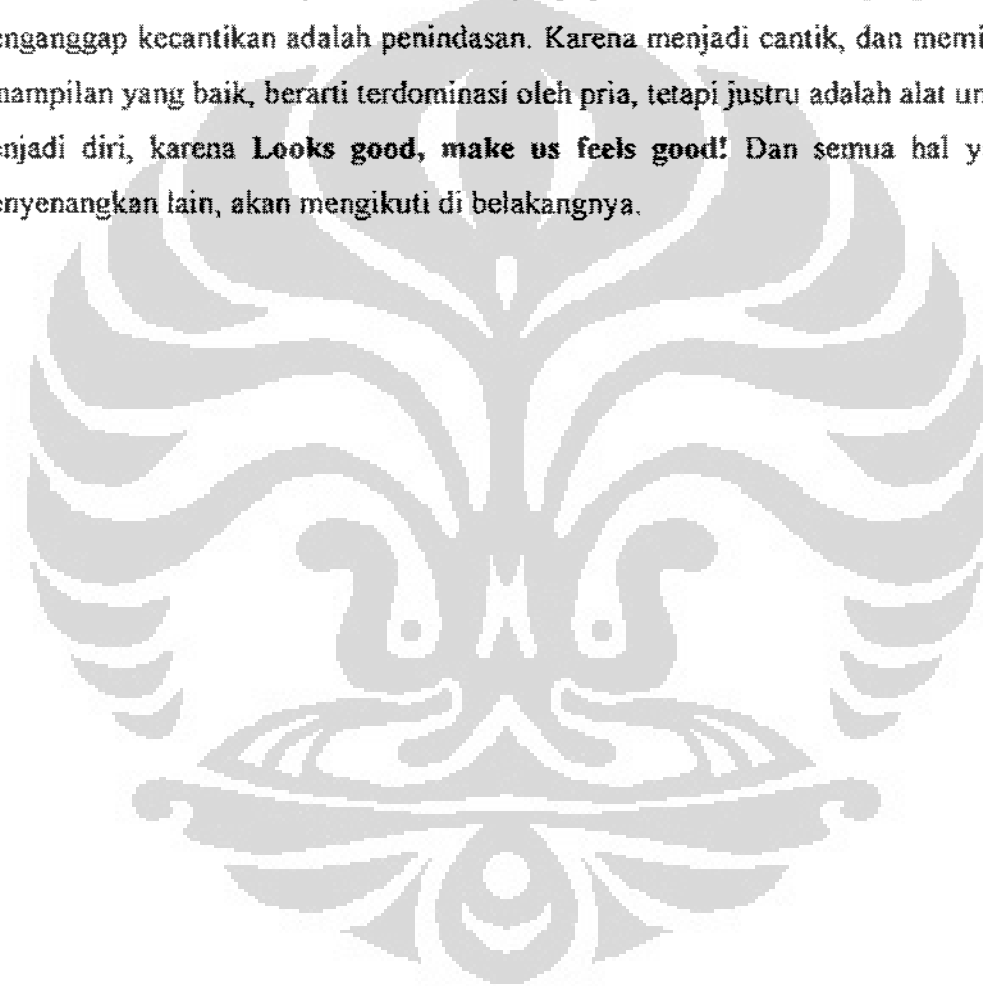 enganggap kecantikan adalah penindasan. Karena menjadi cantik, dan memi
nampilan yang baik, berarti terdominasi oleh pria, tetapi justru adalah alat un
enjadi diri, karena Looks good, make us feels good! Dan semua hal y
enyenangkan lain, akan mengikuti di belakangnya.